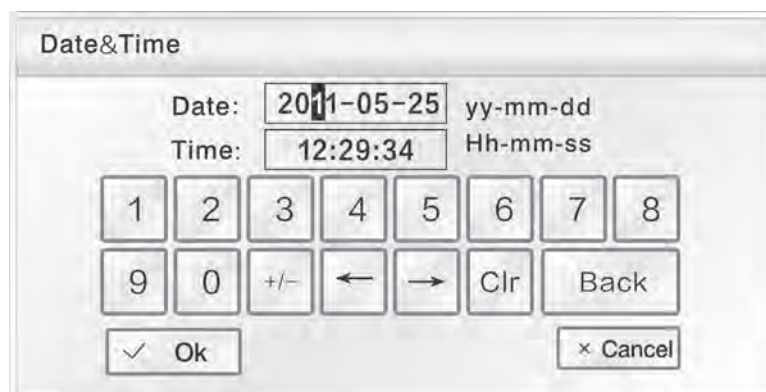 Date&Time
Date: 2011-05-25 yy-mm-dd
Time: 12:29:34 Hh-mm-ss
1 2 3 4 5 6 7 8
9 0 +/- ← → Clr Back
✓ Ok × Cancel